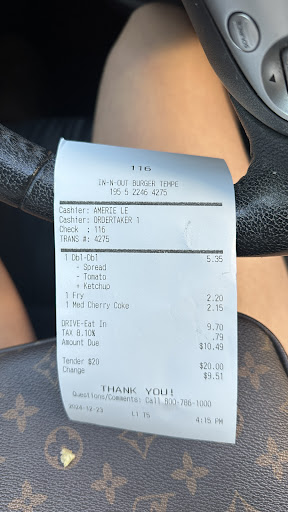 116
IN-N-OUT BURGER TEMPE
195 5 2246 4275
Cashier: AMERIE LE
Cashier: ORDERTAKER 1
Check : 116
TRANS #: 4275
1 Dbl-Dbl 5.35
- Spread
- Tomato
+ Ketchup
1 Fry 2.20
1 Med Cherry Coke 2.15
DRIVE-Eat In 9.70
TAX 8.10% .79
Amount Due $10.49
Tender $20 $20.00
Change $9.51
THANK YOU!
Questions/Comments: Call 800-786-1000
2024-12-23 L1 T5 4:15 PM